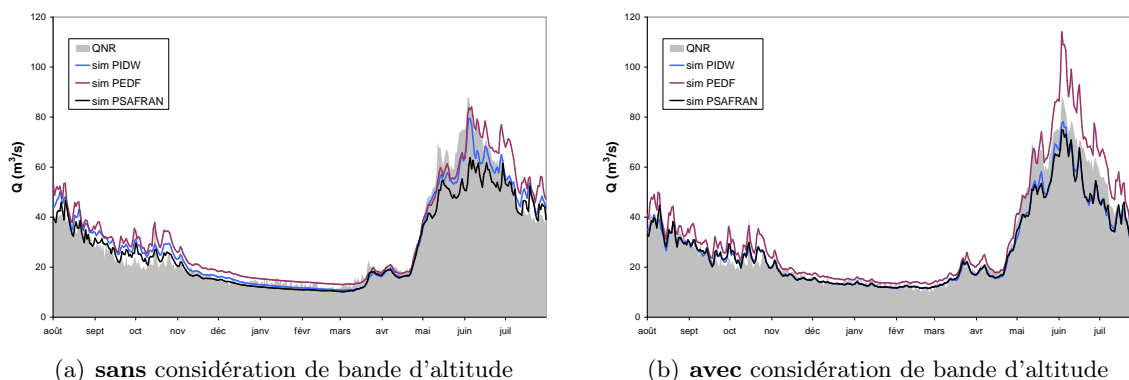 120
100
80
60
40
20
0
Q (m³/s)
QNR
sim PIDW
sim PEDF
sim PSAFRAN
août sept oct nov déc janv févr mars avr mai juin juil
(a) sans considération de bande d'altitude
120
100
80
60
40
20
0
Q (m³/s)
QNR
sim PIDW
sim PEDF
sim PSAFRAN
août sept oct nov déc janv févr mars avr mai juin juil
(b) avec considération de bande d'altitude